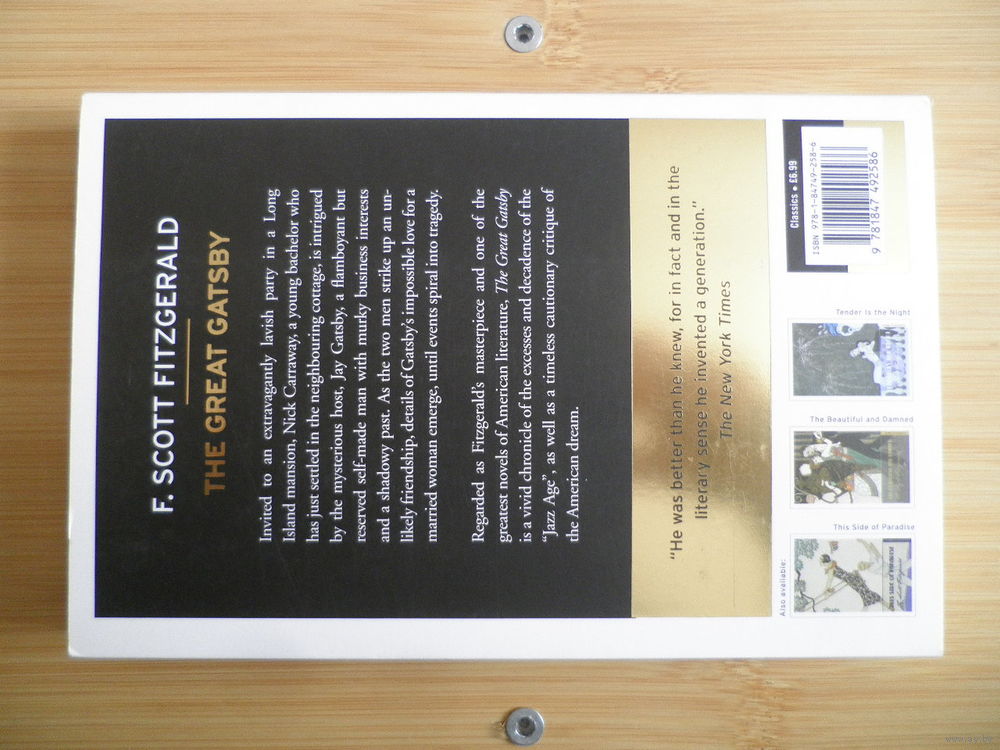 F. SCOTT FITZGERALD
THE GREAT GATSBY
Invited to an extravagantly lavish party in a Long
Island mansion, Nick Carraway, a young bachelor who
has just settled in the neighbouring cottage, is intrigued
by the mysterious host, Jay Gatsby, a flamboyant but
reserved self-made man with murky business interests
and a shadowy past. As the two men strike up an un-
likely friendship, details of Gatsby's impossible love for a
married woman emerge, until events spiral into tragedy.
Regarded as Fitzgerald's masterpiece and one of the
greatest novels of American literature, The Great Gatsby
is a vivid chronicle of the excesses and decadence of the
“Jazz Age”, as well as a timeless cautionary critique of
the American dream.
“He was better than he knew, for in fact and in the
literary sense he invented a generation.”
The New York Times
Also available:
This Side of Paradise
The Beautiful and Damned
Tender Is the Night
THIS SIDE OF PARADISE
Classics • £6.99
ISBN 978-1-84749-258-6
9 781847 492586